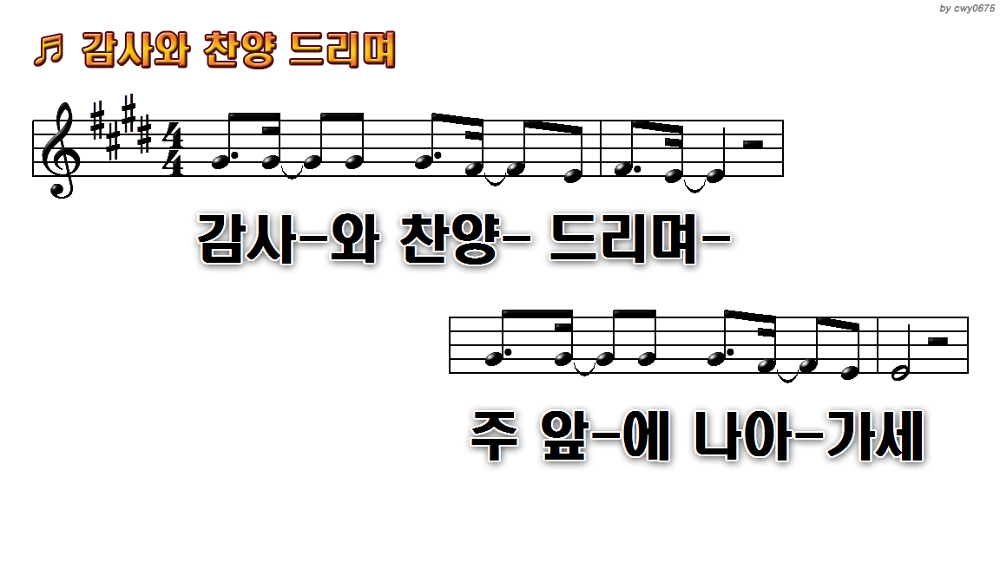 by cwy0675
♬ 감사와 찬양 드리며
감사-와 찬양- 드리며-
주 앞-에 나아-가세